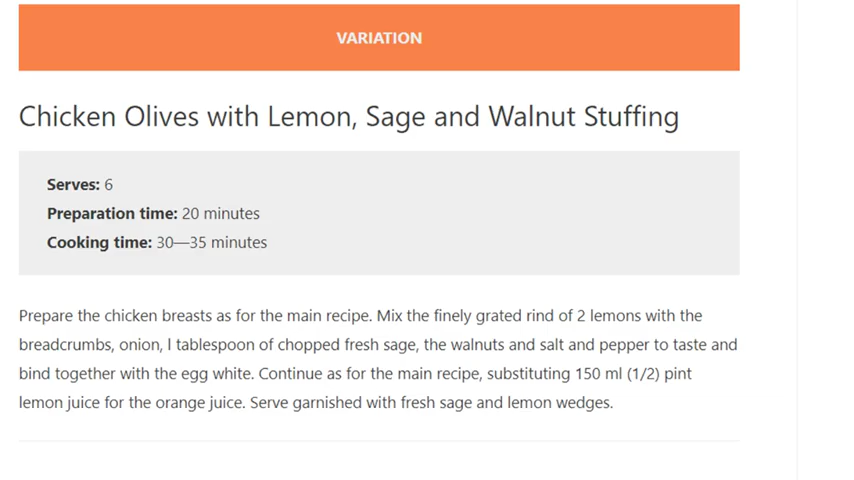 VARIATION
Chicken Olives with Lemon, Sage and Walnut Stuffing
Serves: 6
Preparation time: 20 minutes
Cooking time: 30—35 minutes
Prepare the chicken breasts as for the main recipe. Mix the finely grated rind of 2 lemons with the
breadcrumbs, onion, l tablespoon of chopped fresh sage, the walnuts and salt and pepper to taste and
bind together with the egg white. Continue as for the main recipe, substituting 150 ml (1/2) pint
lemon juice for the orange juice. Serve garnished with fresh sage and lemon wedges.